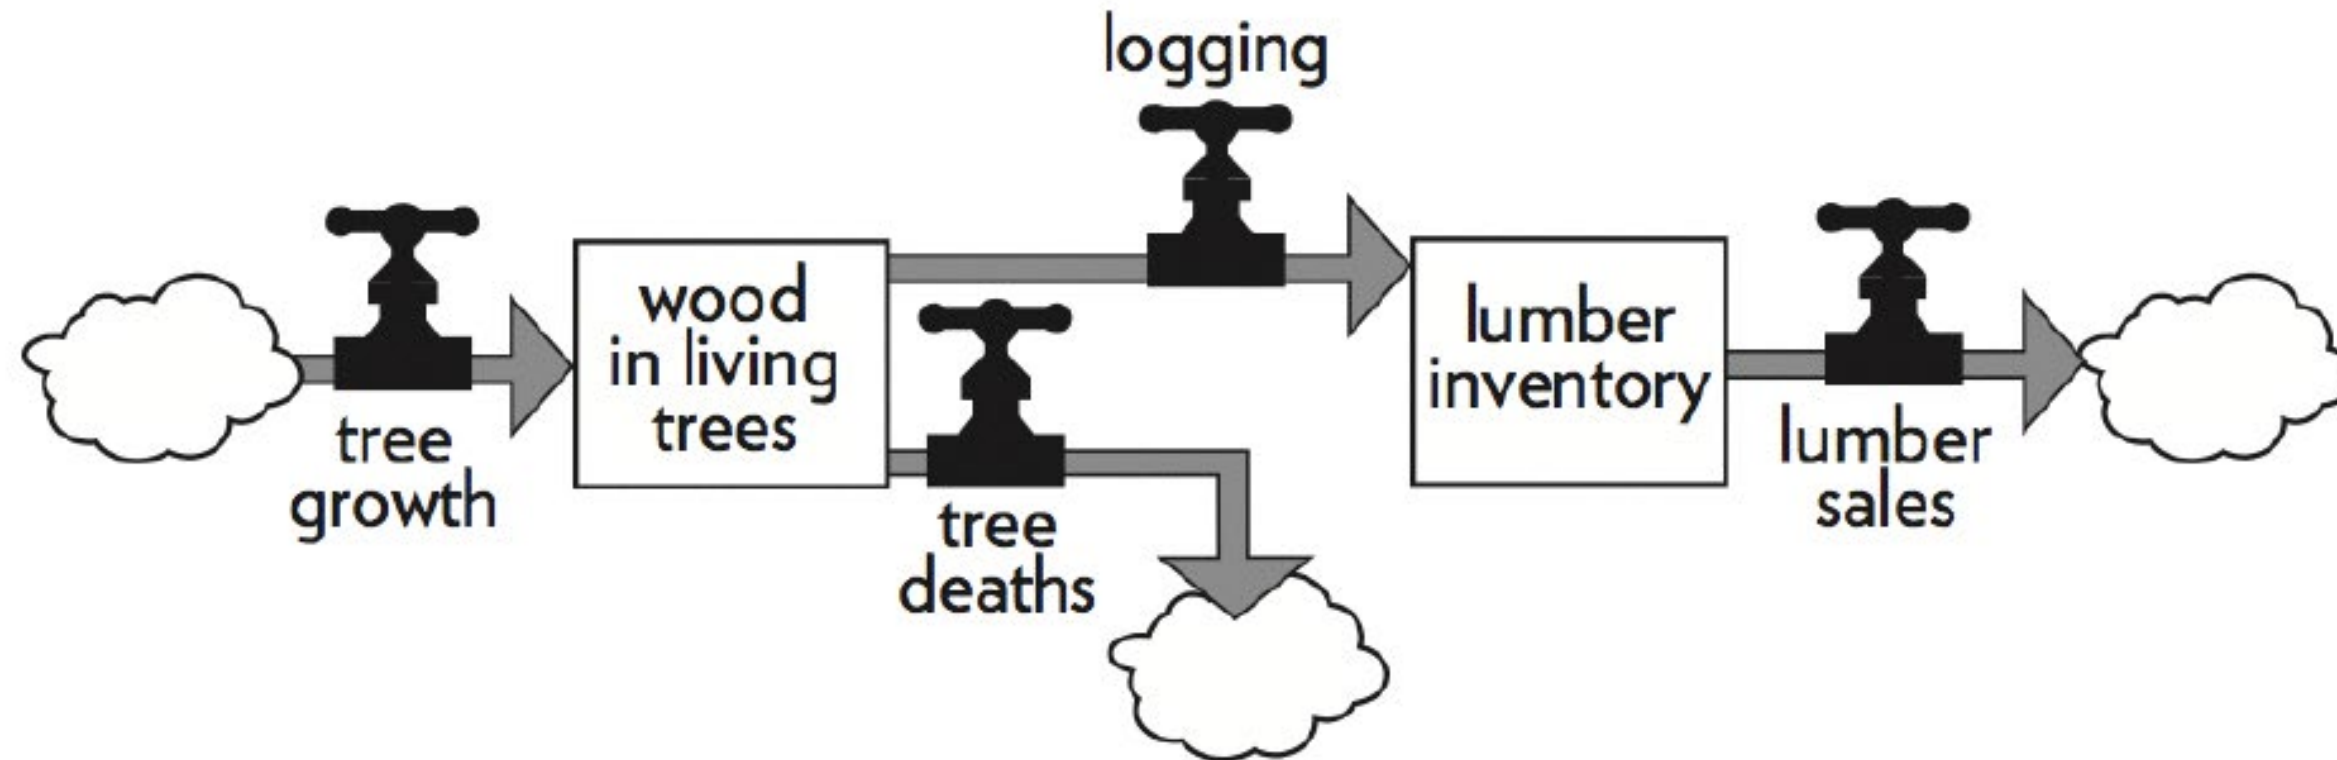 logging
tree
growth
wood
in living
trees
tree
deaths
lumber
inventory
lumber
sales